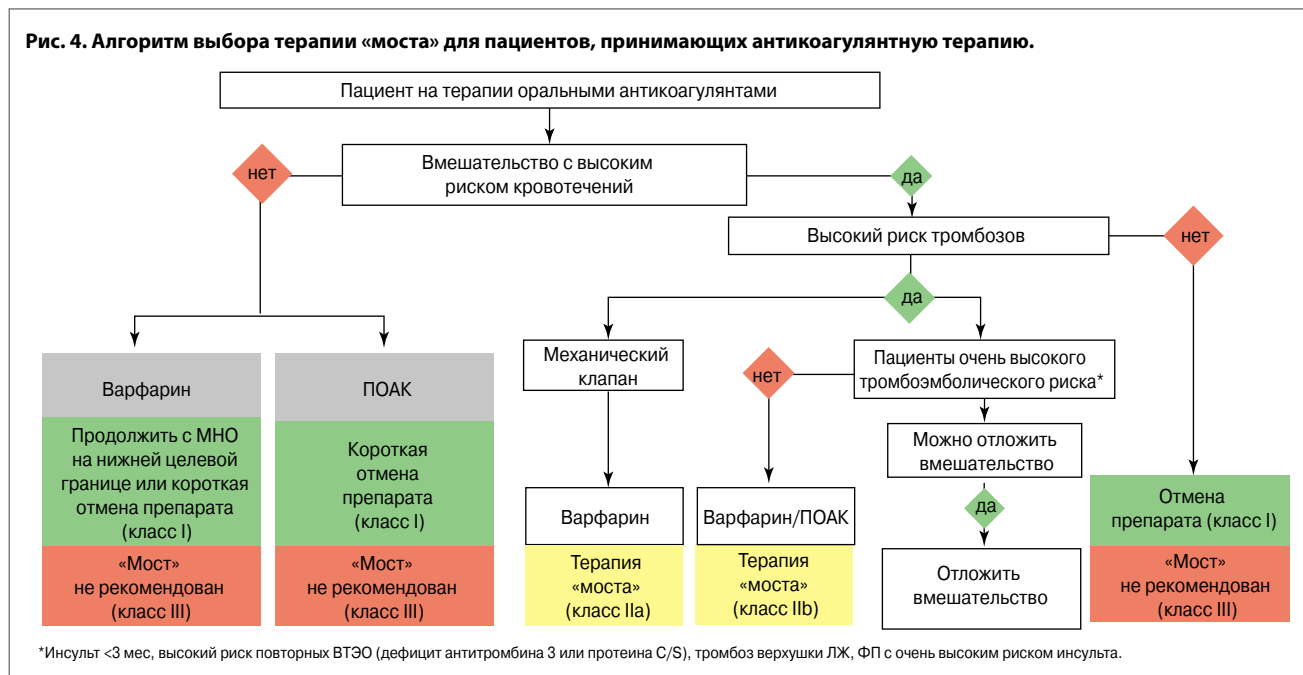 Рис. 4. Алгоритм выбора терапии «моста» для пациентов, принимающих антикоагулянтную терапию.
Пациент на терапии оральными антикоагулянтами
Вмешательство с высоким
риском кровотечений
нет
да
Высокий риск тромбозов
нет
да
Механический
клапан
Пациенты очень высокого
тромбоэмболического риска*
нет
Варфарин
Продолжить с МНО
на нижней целевой
границе или короткая
отмена препарата
(класс I)
«Мост»
не рекомендован
(класс III)
ПОАК
Короткая
отмена
препарата
(класс I)
«Мост»
не рекомендован
(класс III)
Варфарин
Терапия
«моста»
(класс IIa)
Варфарин/ПОАК
Терапия
«моста»
(класс IIb)
Можно отложить
вмешательство
да
Отложить
вмешательство
Отмена
препарата (класс I)
«Мост»
не рекомендован
(класс III)
*Инсульт <3 мес, высокий риск повторных ВТЭО (дефицит антитромбина 3 или протеина C/S), тромбоз верхушки ЛЖ, ФП с очень высоким риском инсульта.